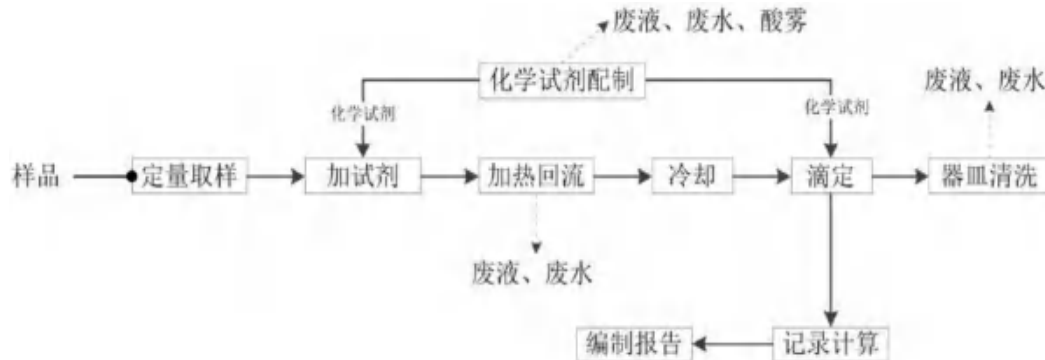 废液、废水、酸雾
化学试剂配制
废液、废水
化学试剂
化学试剂
样品
定量取样
加试剂
加热回流
冷却
滴定
器皿清洗
废液、废水
编制报告
记录计算